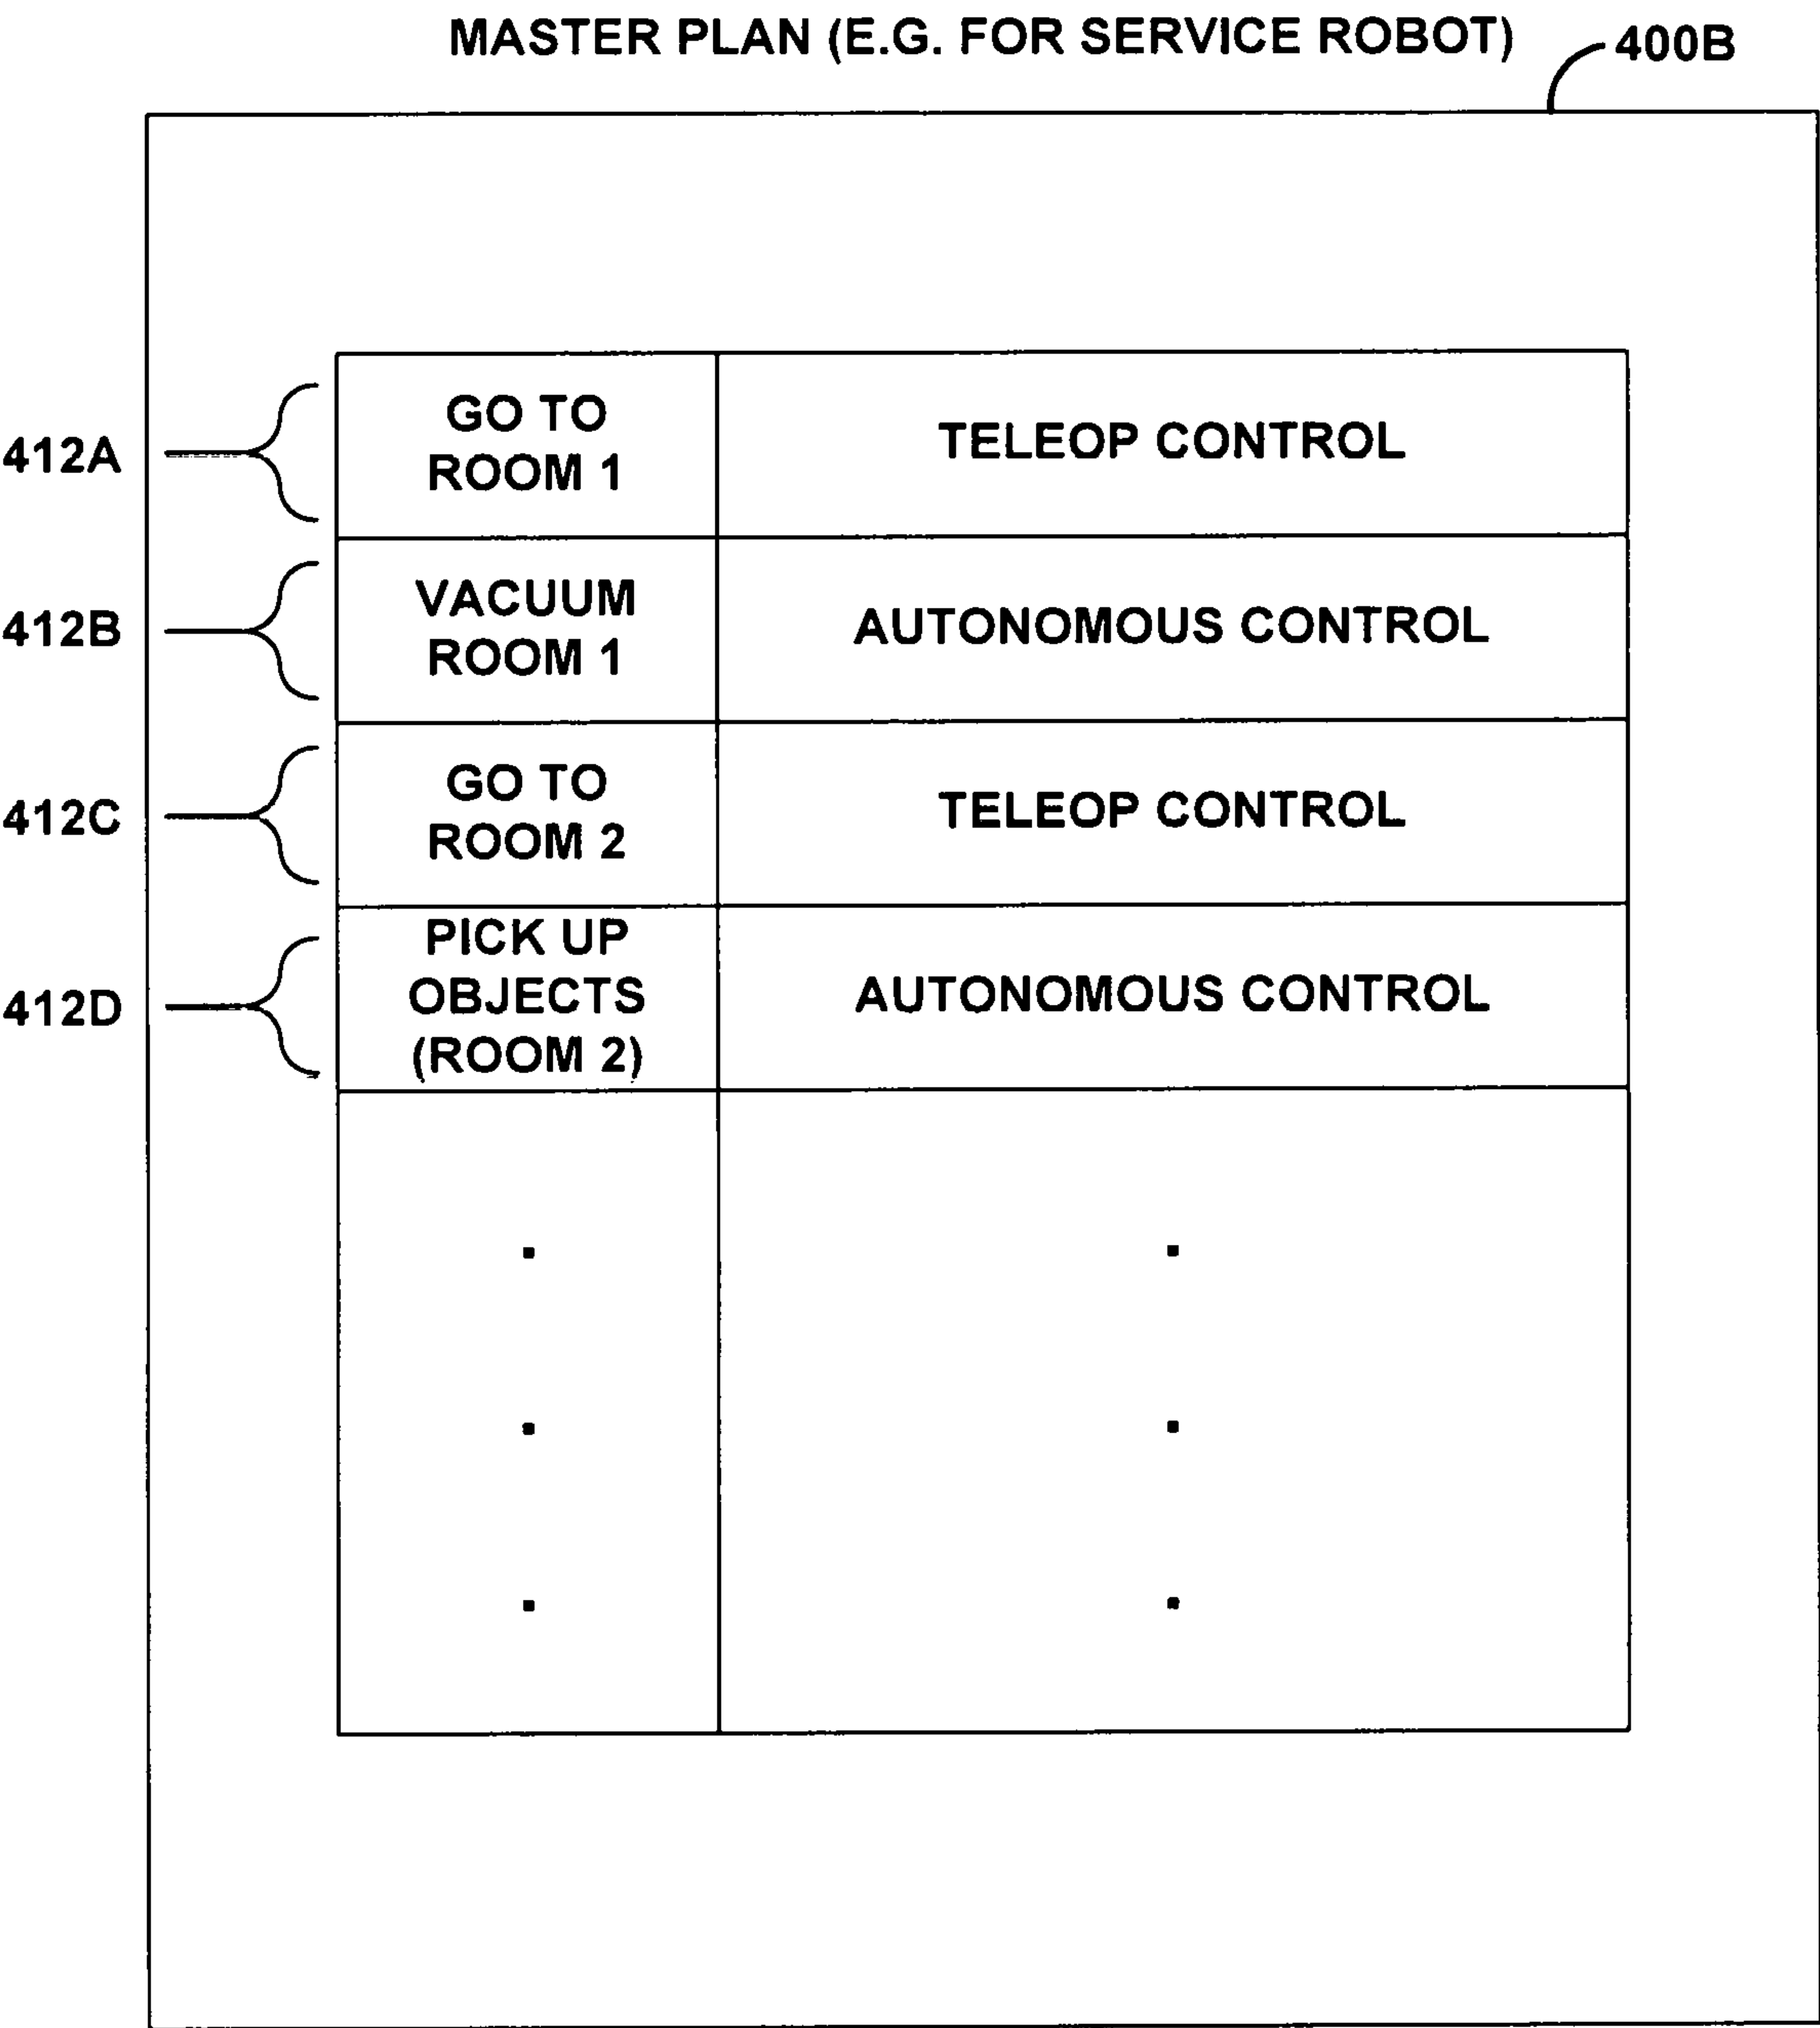 MASTER PLAN (E.G. FOR SERVICE ROBOT)
400B
412A
GO TO
ROOM 1
TELEOP CONTROL
412B
VACUUM
ROOM 1
AUTONOMOUS CONTROL
412C
GO TO
ROOM 2
TELEOP CONTROL
412D
PICK UP
OBJECTS
(ROOM 2)
AUTONOMOUS CONTROL